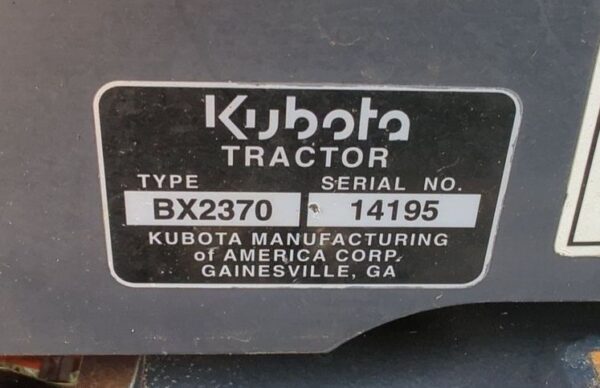 Kubota
TRACTOR
TYPE SERIAL NO.
BX2370 14195
KUBOTA MANUFACTURING
of AMERICA CORP.
GAINESVILLE, GA